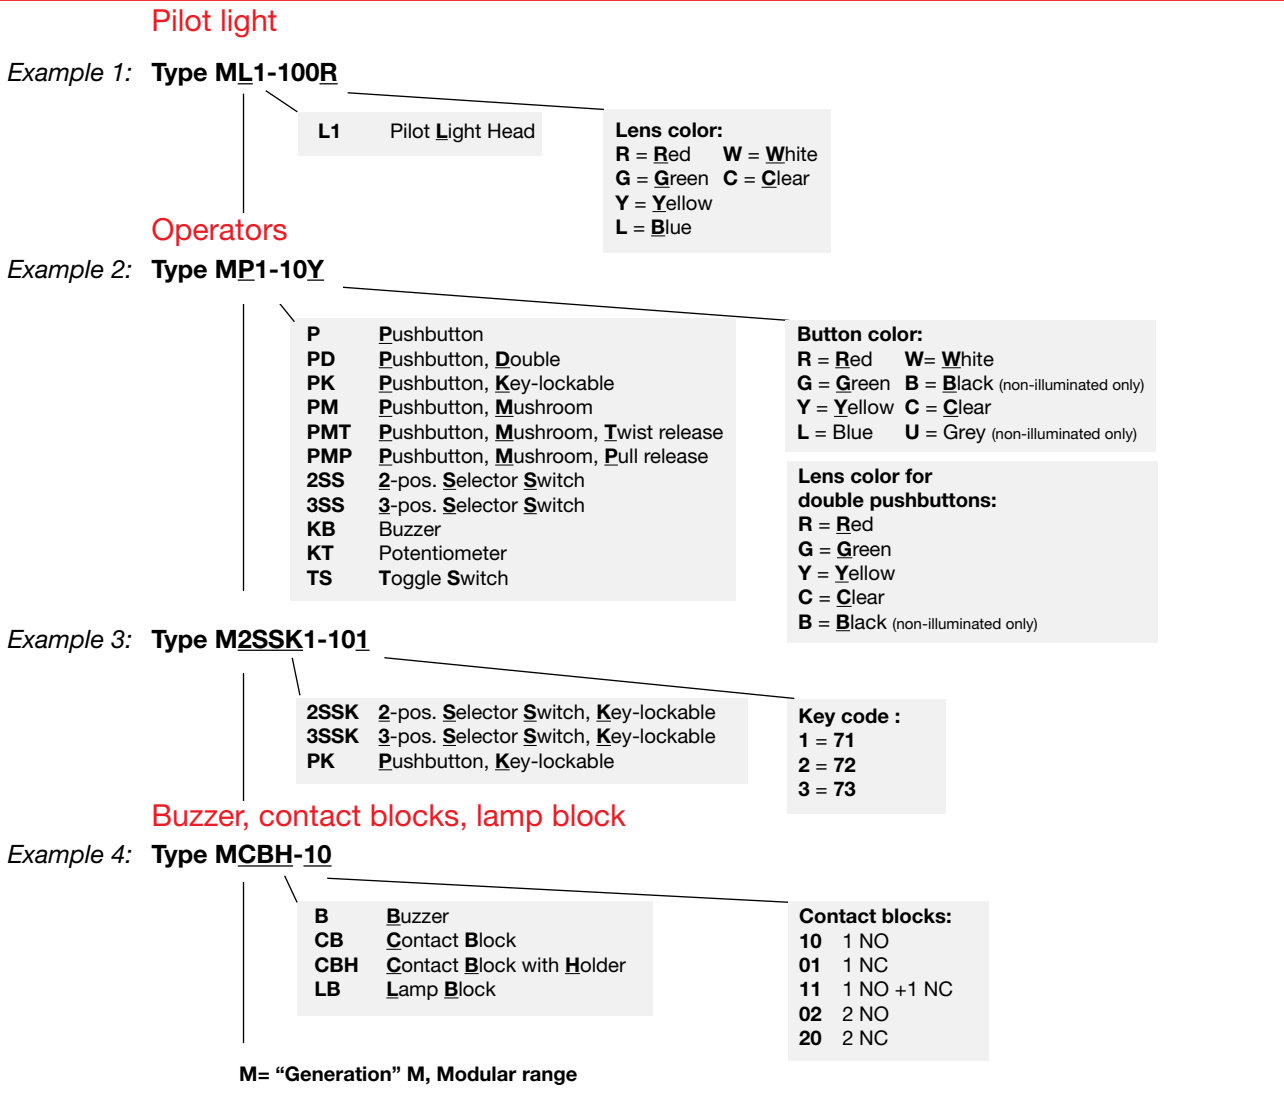 Pilot light
Example 1: Type ML1-100R
L1 Pilot Light Head
Lens color:
R = Red W = White
G = Green C = Clear
Y = Yellow
L = Blue
Operators
Example 2: Type MP1-10Y
P Pushbutton
PD Pushbutton, Double
PK Pushbutton, Key-lockable
PM Pushbutton, Mushroom
PMT Pushbutton, Mushroom, Twist release
PMP Pushbutton, Mushroom, Pull release
2SS 2-pos. Selector Switch
3SS 3-pos. Selector Switch
KB Buzzer
KT Potentiometer
TS Toggle Switch
Button color:
R = Red W= White
G = Green B = Black (non-illuminated only)
Y = Yellow C = Clear
L = Blue U = Grey (non-illuminated only)
Lens color for
double pushbuttons:
R = Red
G = Green
Y = Yellow
C = Clear
B = Black (non-illuminated only)
Example 3: Type M2SSK1-101
2SSK 2-pos. Selector Switch, Key-lockable
3SSK 3-pos. Selector Switch, Key-lockable
PK Pushbutton, Key-lockable
Key code :
1 = 71
2 = 72
3 = 73
Buzzer, contact blocks, lamp block
Example 4: Type MCBH-10
B Buzzer
CB Contact Block
CBH Contact Block with Holder
LB Lamp Block
Contact blocks:
10 1 NO
01 1 NC
11 1 NO +1 NC
02 2 NO
20 2 NC
M= “Generation” M, Modular range